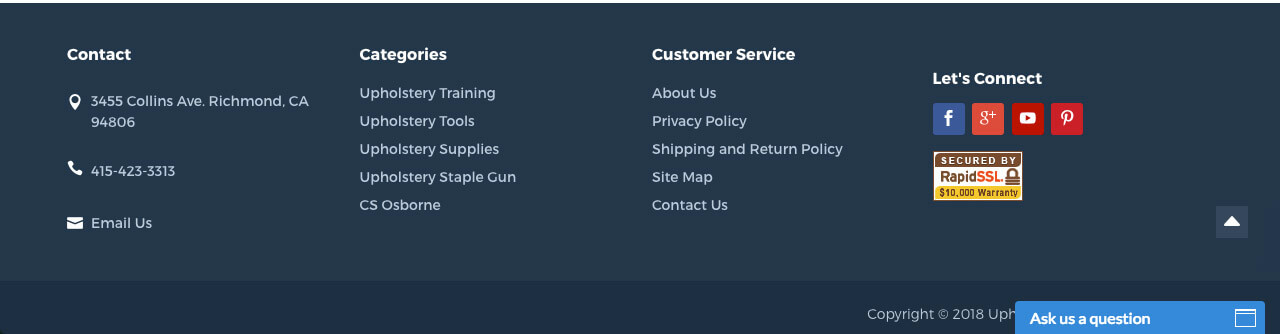 Contact
3455 Collins Ave. Richmond, CA
94806
415-423-3313
Email Us
Categories
Upholstery Training
Upholstery Tools
Upholstery Supplies
Upholstery Staple Gun
CS Osborne
Customer Service
About Us
Privacy Policy
Shipping and Return Policy
Site Map
Contact Us
Let's Connect
f g+ P
SECURED BY
RapidSSL.
$10,000 Warranty
Copyright © 2018
Ask us a question